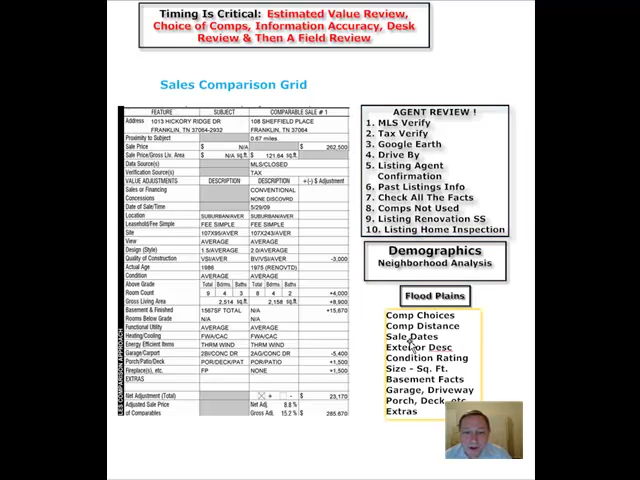 Timing Is Critical: Estimated Value Review,
Choice of Comps, Information Accuracy, Desk
Review & Then A Field Review
Sales Comparison Grid
FEATURE SUBJECT COMPARABLE SALE # 1
Address 1013 HICKORY RIDGE DR 108 SHEFFIELD PLACE
FRANKLIN, TN 37064-2932 FRANKLIN, TN 37064
Proximity to Subject 0.67 miles
Sale Price $ N/A $ 262,500
Sale Price/Gross Liv. Area $ N/A sq.ft. $ 121.64 sq.ft.
Data Source(s) MLS/CLOSED
Verification Source(s) TAX
VALUE ADJUSTMENTS DESCRIPTION DESCRIPTION +(-) $ Adjustment
Sales or Financing CONVENTIONAL
Concessions NONE DISCOVRD
Date of Sale/Time 5/29/09
Location SUBURBAN/AVER SUBURBAN/AVER
Leasehold/Fee Simple FEE SIMPLE FEE SIMPLE
Site 107X95/AVER 107X243/AVER
View AVERAGE AVERAGE
Design (Style) 1.5/AVERAGE 2.0/AVERAGE
Quality of Construction VSI/AVER BV/VSI/AVER -3,000
Actual Age 1986 1975 (RENOVTD)
Condition AVERAGE AVERAGE
Above Grade Total Bdrms. Baths Total Bdrms. Baths
Room Count 9 4 3 8 4 2 +4,000
Gross Living Area 2,514 sq.ft. 2,158 sq.ft. +8,900
Basement & Finished 1567SF TOTAL N/A +15,670
Rooms Below Grade N/A N/A
Functional Utility AVERAGE AVERAGE
Heating/Cooling FWA/CAC FWA/CAC
Energy Efficient Items THRM WIND THRM WIND
Garage/Carport 2BI/CONC DR 2AG/CONC DR -5,400
Porch/Patio/Deck POR/DECK/PAT POR/PATIO +1,500
Fireplace(s), etc. FP NONE +1,500
EXTRAS
Net Adjustment (Total) X + - $ 23,170
Adjusted Sale Price Net Adj. 8.8 %
of Comparables Gross Adj. 15.2 % $ 285,670
LES COMPARISON APPROACH
AGENT REVIEW !
1. MLS Verify
2. Tax Verify
3. Google Earth
4. Drive By
5. Listing Agent
Confirmation
6. Past Listings Info
7. Check All The Facts
8. Comps Not Used
9. Listing Renovation SS
10. Listing Home Inspection
Demographics
Neighborhood Analysis
Flood Plains
Comp Choices
Comp Distance
Sale Dates
Exterior Desc
Condition Rating
Size - Sq. Ft.
Basement Facts
Garage, Driveway
Porch, Deck, etc
Extras